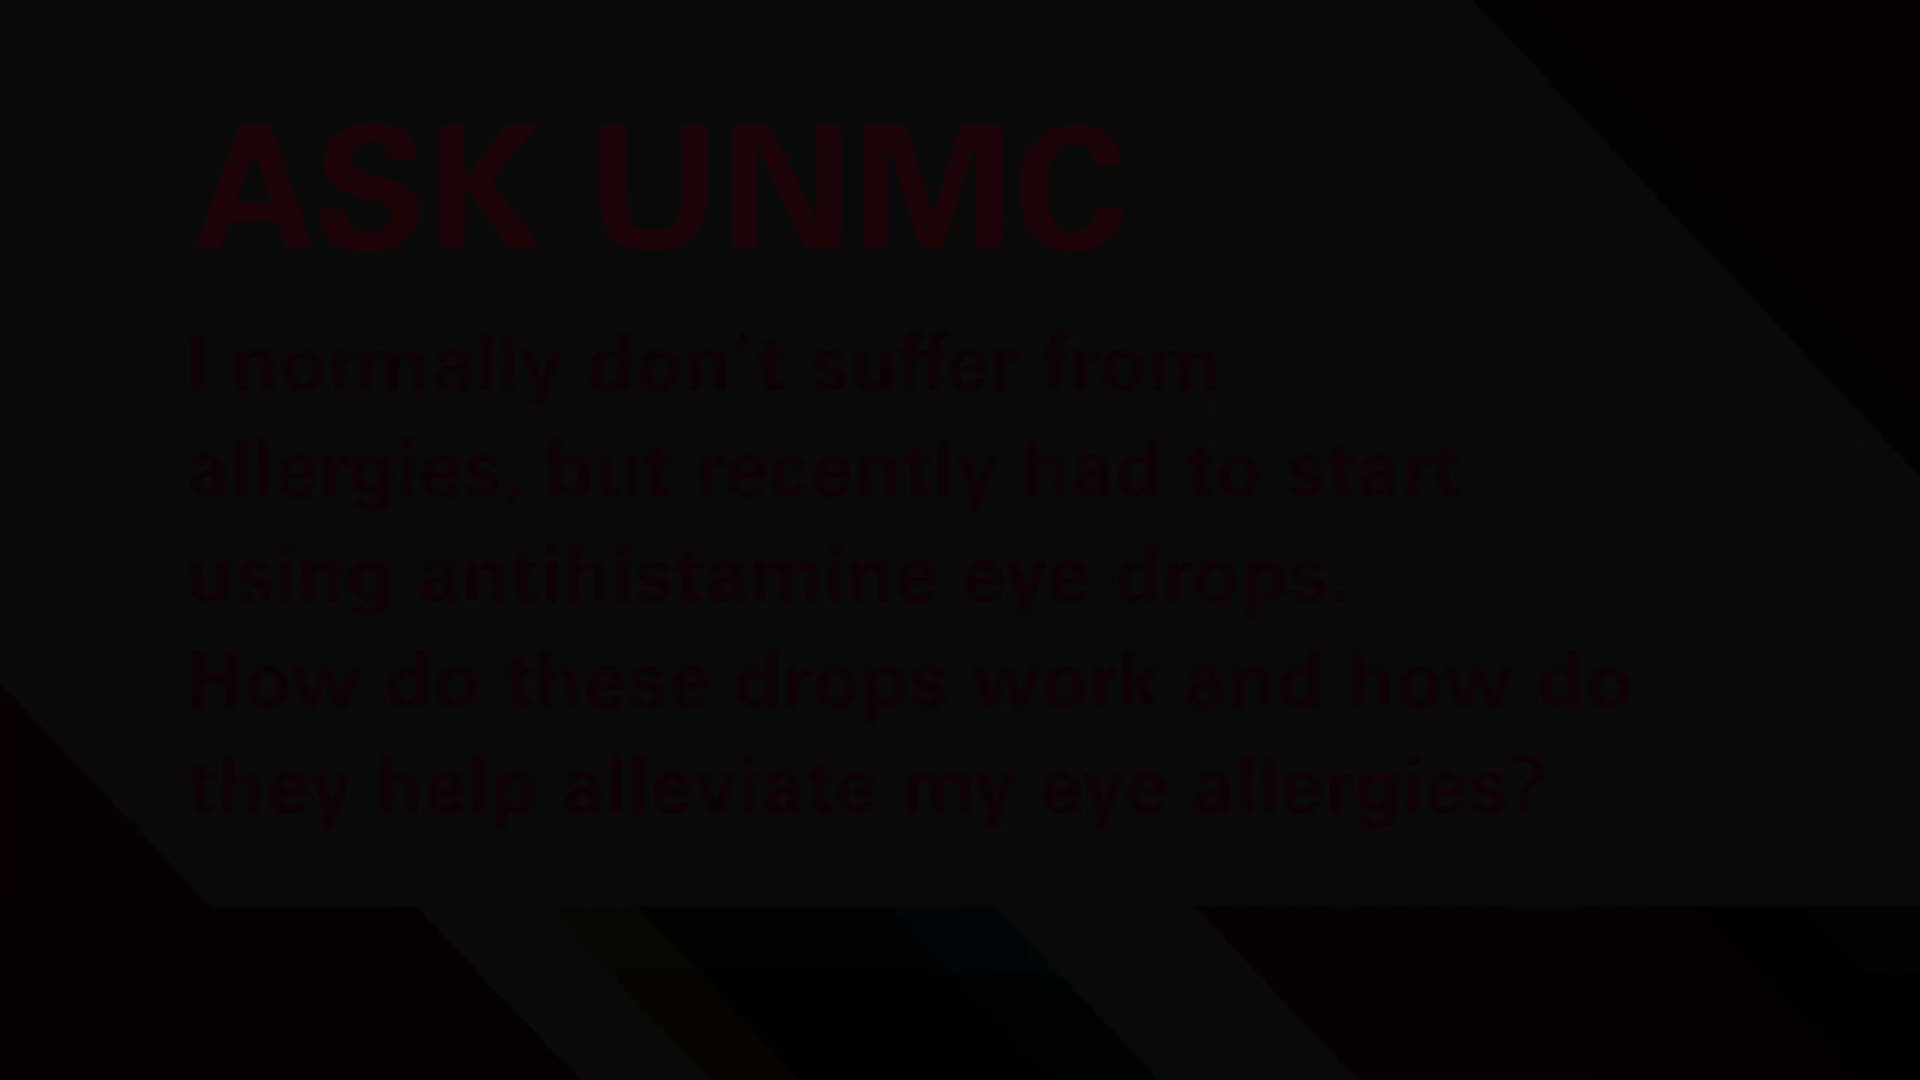 ASK UNMC
I normally don't suffer from
allergies, but recently had to start
using antihistamine eye drops.
How do these drops work and how do
they help alleviate my eye allergies?